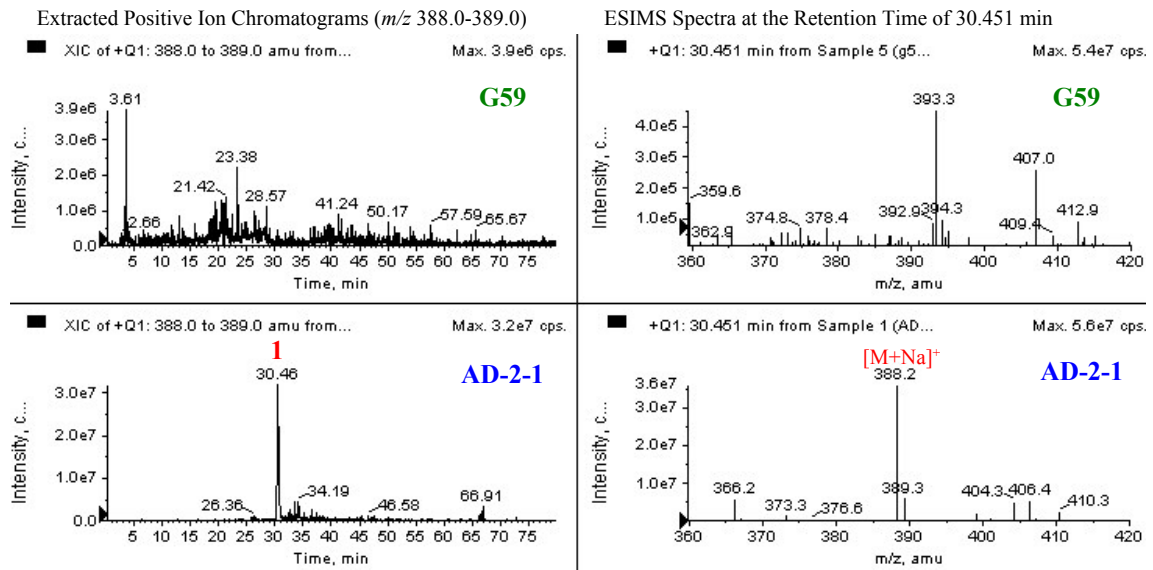 Extracted Positive Ion Chromatograms (m/z 388.0-389.0)
ESIMS Spectra at the Retention Time of 30.451 min
XIC of +Q1: 388.0 to 389.0 amu from... Max. 3.9e6 cps.
G59
Intensity, c...
3.9e6
3.0e6
2.0e6
1.0e6
0.0
3.61
2.66
21.42
23.38
28.57
41.24
50.17
57.59
65.67
5 10 15 20 25 30 35 40 45 50 55 60 65 70 75
Time, min
+Q1: 30.451 min from Sample 5 (g5... Max. 5.4e7 cps.
G59
Intensity, c...
4.0e5
3.0e5
2.0e5
1.0e5
359.6
362.9
374.8
378.4
392.9
393.3
394.3
407.0
409.4
412.9
360 370 380 390 400 410 420
m/z, amu
XIC of +Q1: 388.0 to 389.0 amu from... Max. 3.2e7 cps.
1
AD-2-1
Intensity, c...
3.0e7
2.0e7
1.0e7
0.0
26.36
30.46
34.19
46.58
66.91
5 10 15 20 25 30 35 40 45 50 55 60 65 70 75
Time, min
+Q1: 30.451 min from Sample 1 (AD... Max. 5.6e7 cps.
[M+Na]+
AD-2-1
Intensity, c...
3.6e7
3.0e7
2.0e7
1.0e7
366.2
373.3
376.6
388.2
389.3
404.3
406.4
410.3
360 370 380 390 400 410 420
m/z, amu